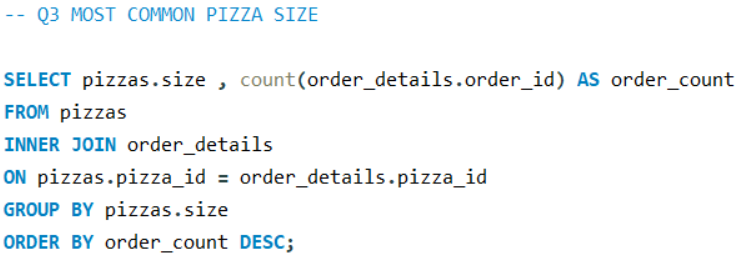 -- Q3 MOST COMMON PIZZA SIZE
SELECT pizzas.size , count(order_details.order_id) AS order_count
FROM pizzas
INNER JOIN order_details
ON pizzas.pizza_id = order_details.pizza_id
GROUP BY pizzas.size
ORDER BY order_count DESC;